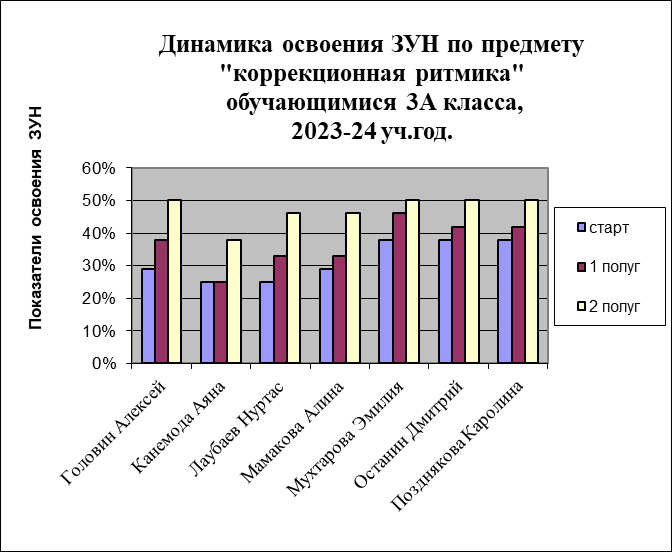 Динамика освоения ЗУН по предмету
"коррекционная ритмика"
обучающимися 3А класса,
2023-24 уч.год.
Показатели освоения ЗУН
60%
50%
40%
30%
20%
10%
0%
Головин Алексей
Канемода Аяна
Лаубаев Нуртас
Мамакова Алина
Мухтарова Эмилия
Останин Дмитрий
Позднякова Каролина
старт
1 полуг
2 полуг